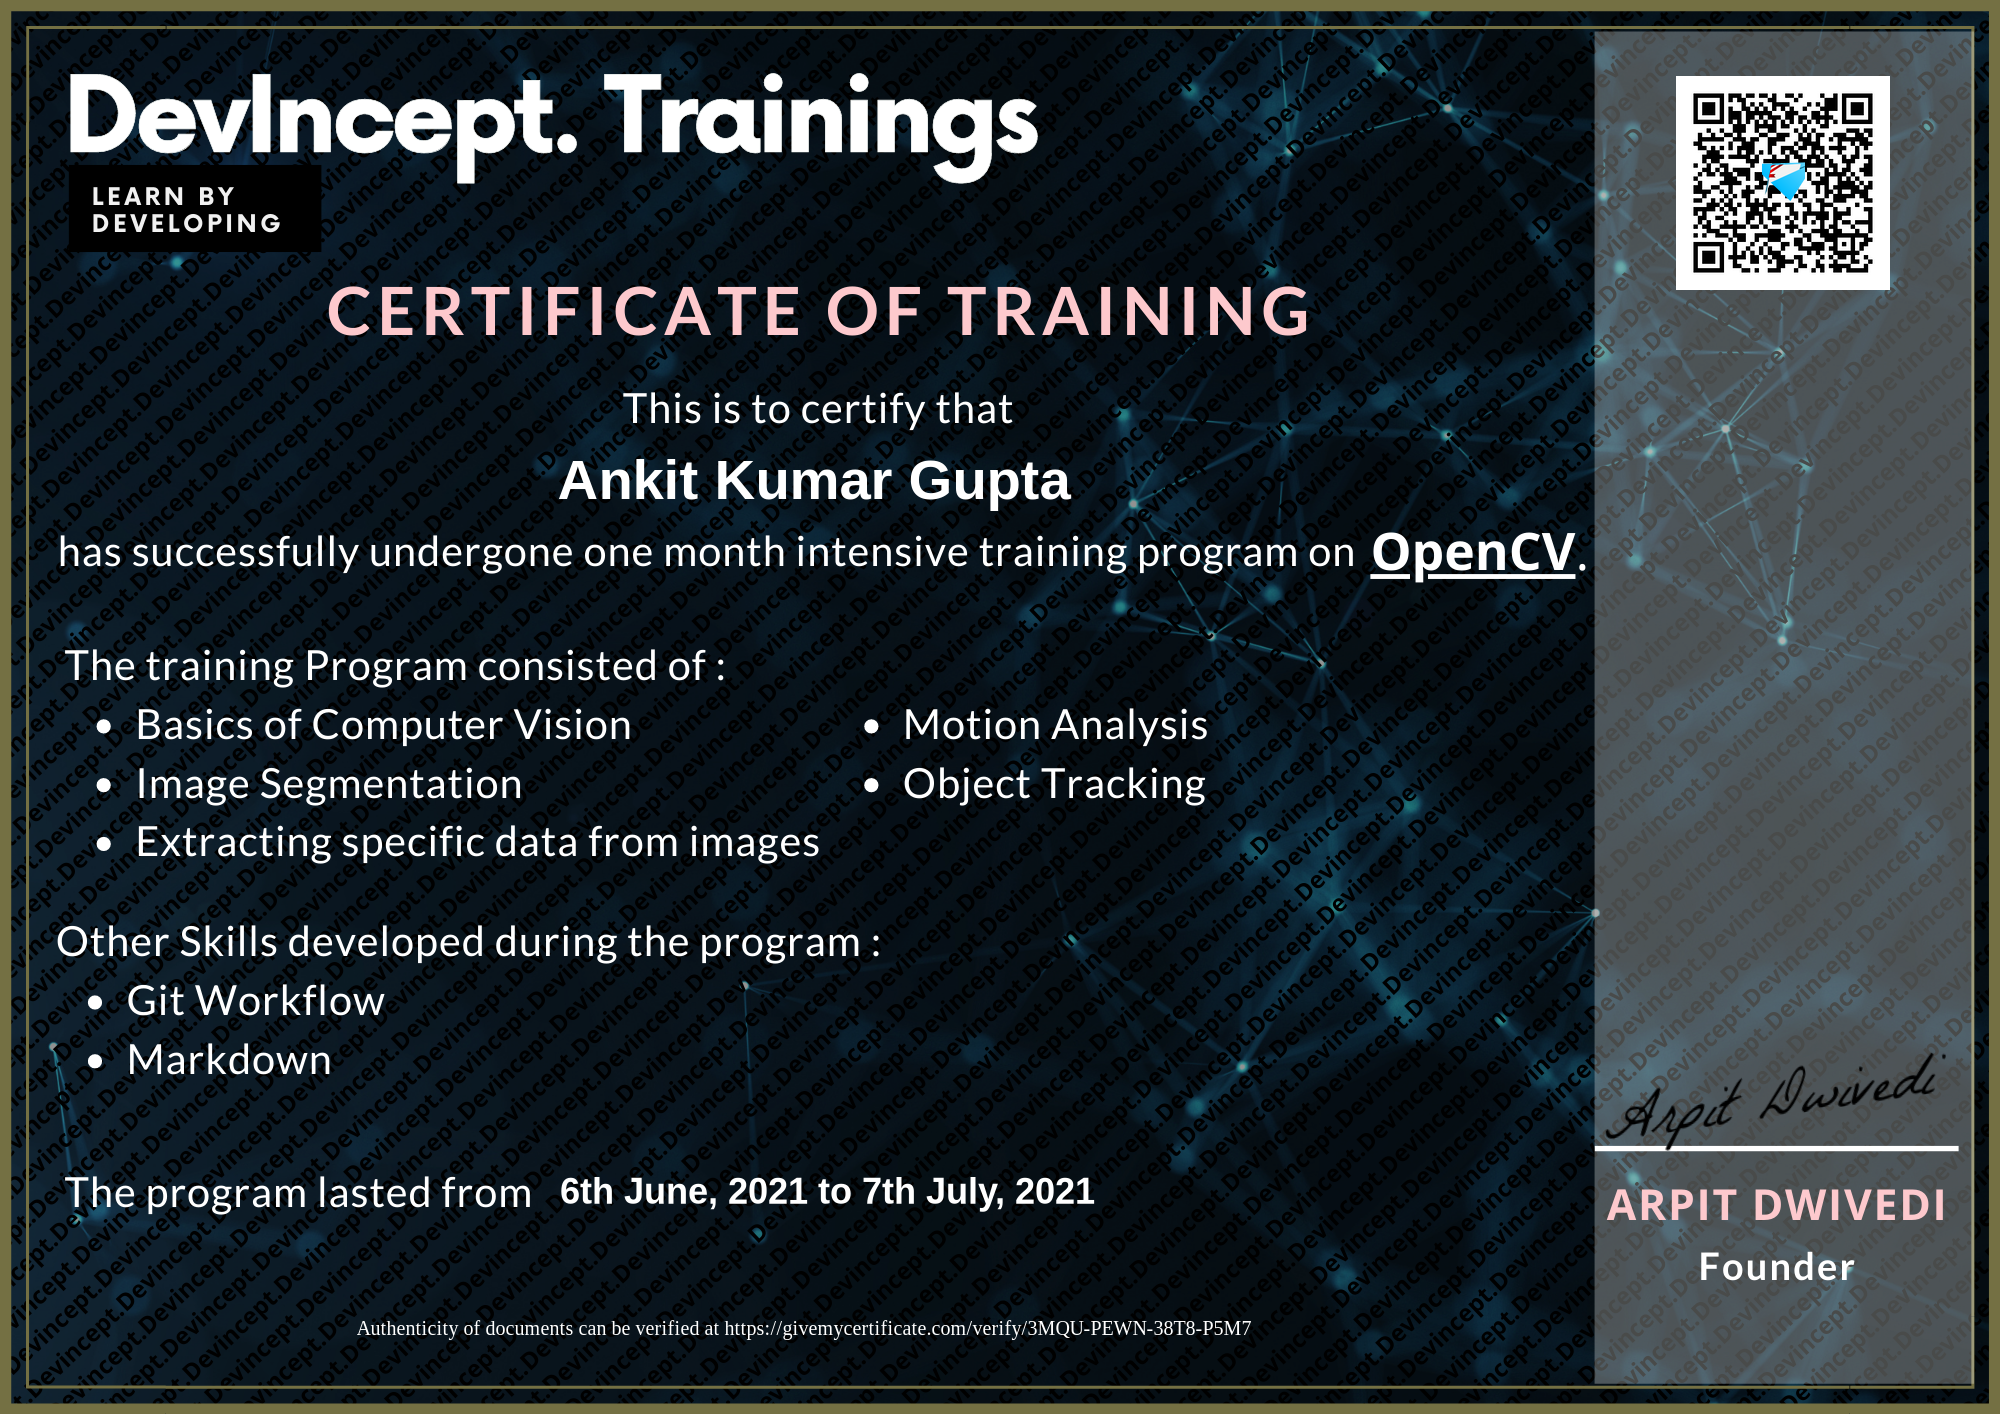 DevIncept. Trainings
LEARN BY
DEVELOPING
CERTIFICATE OF TRAINING
This is to certify that
Ankit Kumar Gupta
has successfully undergone one month intensive training program on OpenCV.
The training Program consisted of :
• Basics of Computer Vision
• Image Segmentation
• Extracting specific data from images
• Motion Analysis
• Object Tracking
Other Skills developed during the program :
• Git Workflow
• Markdown
The program lasted from 6th June, 2021 to 7th July, 2021
Authenticity of documents can be verified at https://givemycertificate.com/verify/3MQU-PEWN-38T8-P5M7
Arpit Dwivedi
ARPIT DWIVEDI
Founder